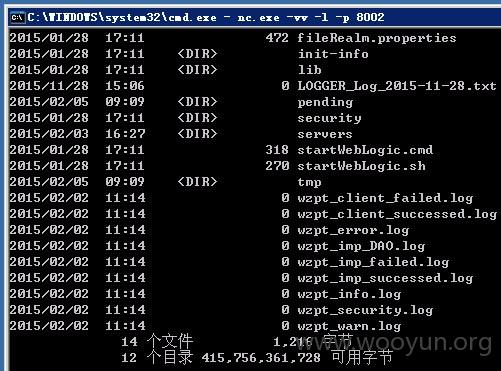 C:\WINDOWS\system32\cmd.exe - nc.exe -vv -l -p 8002
2015/01/28 17:11 472 fileRealm.properties
2015/01/28 17:11 <DIR> init-info
2015/01/28 17:11 <DIR> lib
2015/11/28 15:06 0 LOGGER_Log_2015-11-28.txt
2015/02/05 09:09 <DIR> pending
2015/01/28 17:11 <DIR> security
2015/02/03 16:27 <DIR> servers
2015/01/28 17:11 318 startWebLogic.cmd
2015/01/28 17:11 270 startWebLogic.sh
2015/02/05 09:09 <DIR> tmp
2015/02/02 11:14 0 wzpt_client_failed.log
2015/02/02 11:14 0 wzpt_client_successed.log
2015/02/02 11:14 0 wzpt_error.log
2015/02/02 11:14 0 wzpt_imp_DAO.log
2015/02/02 11:14 0 wzpt_imp_failed.log
2015/02/02 11:14 0 wzpt_imp_successed.log
2015/02/02 11:14 0 wzpt_info.log
2015/02/02 11:14 0 wzpt_security.log
2015/02/02 11:14 0 wzpt_warn.log
14 个文件 1,216 字节
12 个目录 415,756,361,728 可用字节
www.wooyun.org